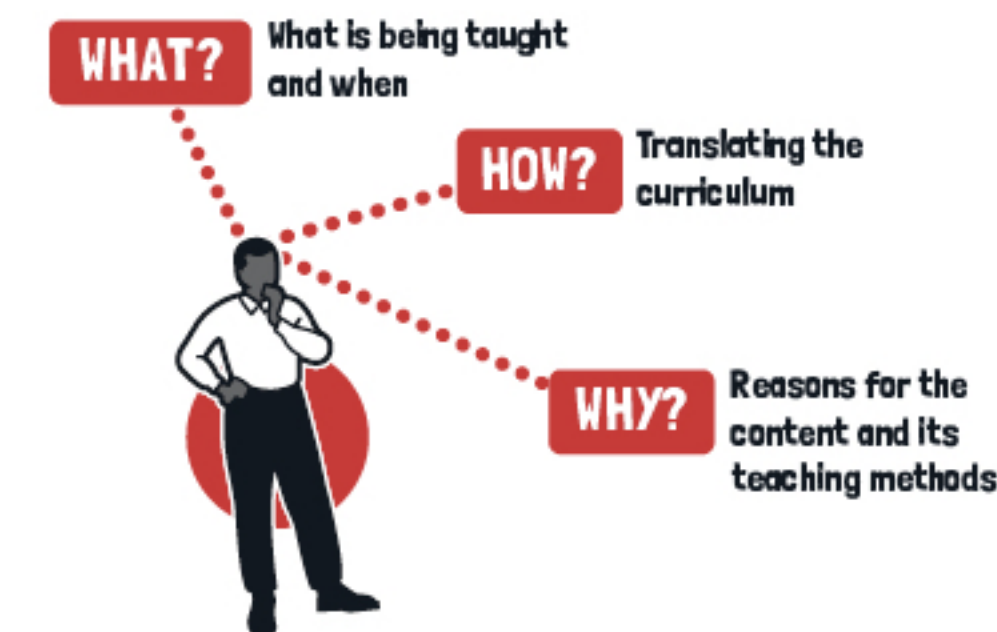 WHAT?
What is being taught
and when
HOW?
Translating the
curriculum
WHY?
Reasons for the
content and its
teaching methods